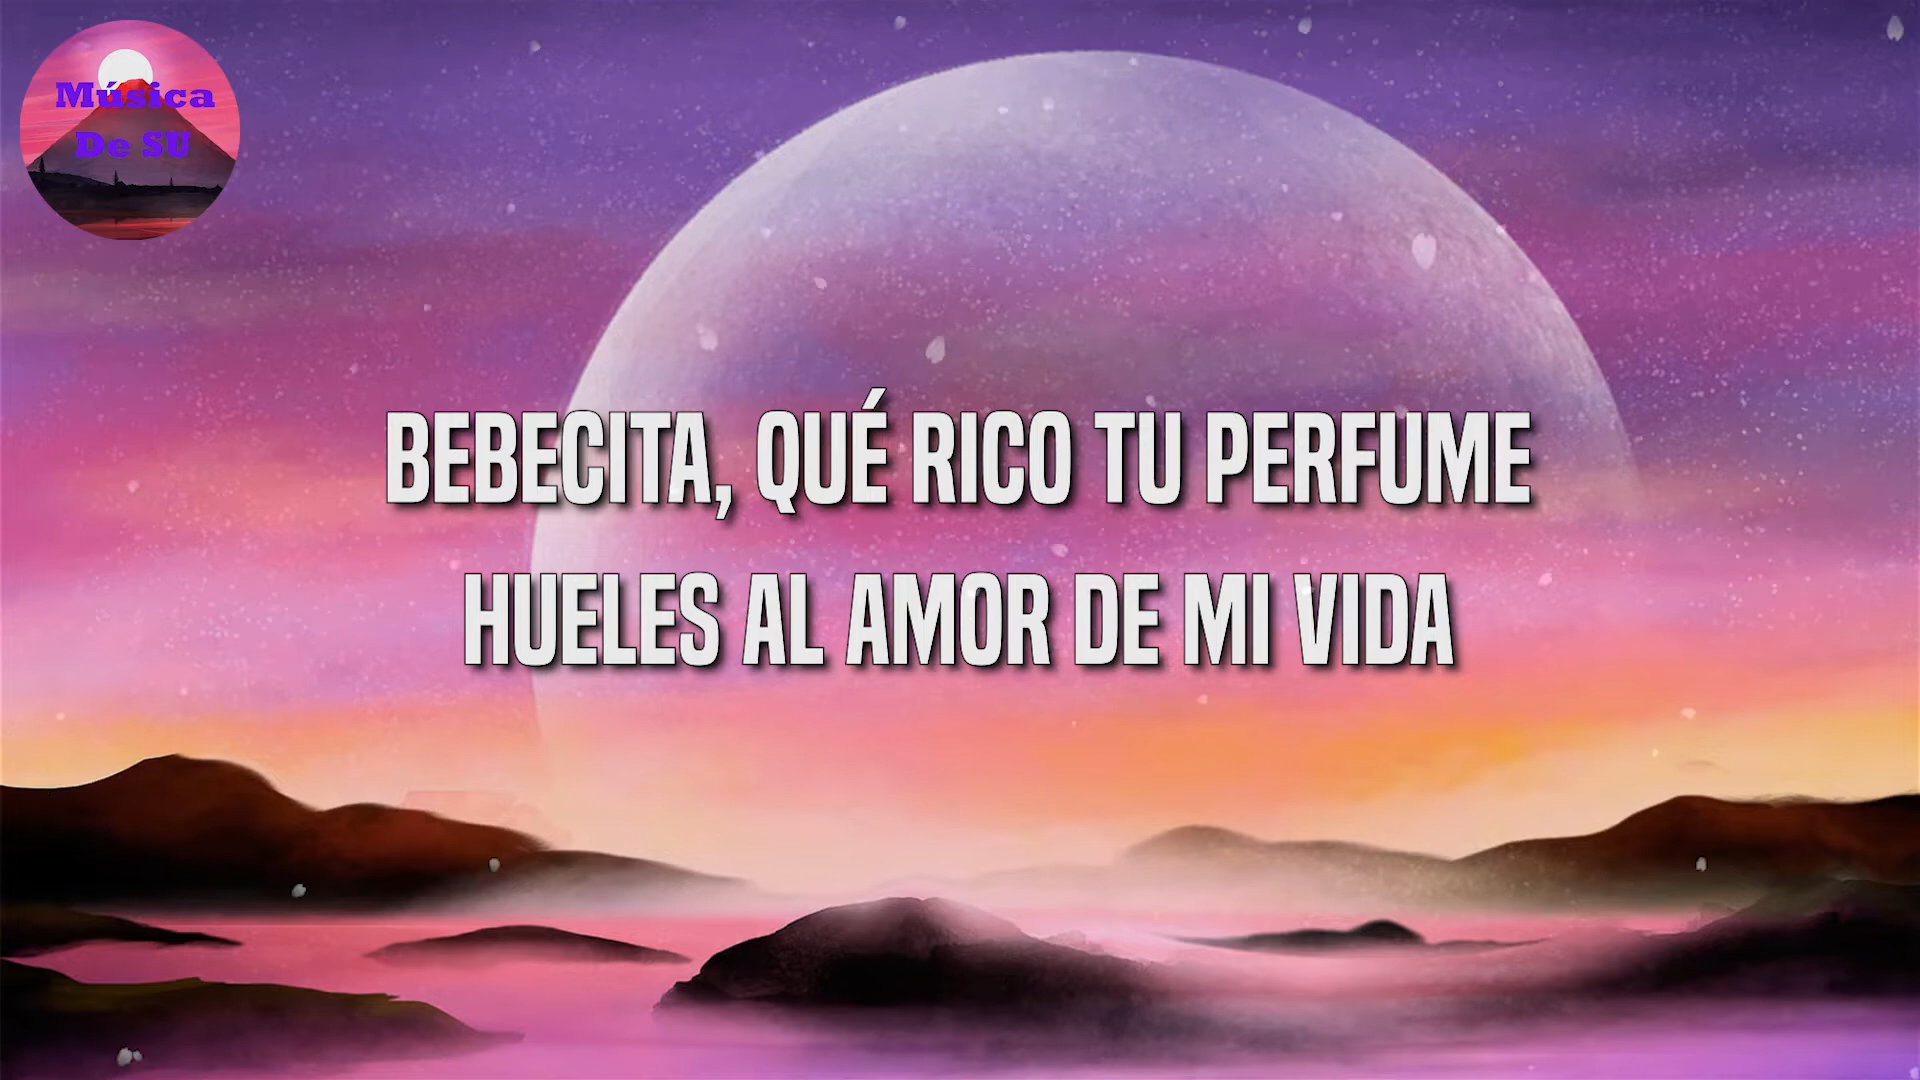 Música
De SU
BEBECITA, QUÉ RICO TU PERFUME
HUELES AL AMOR DE MI VIDA